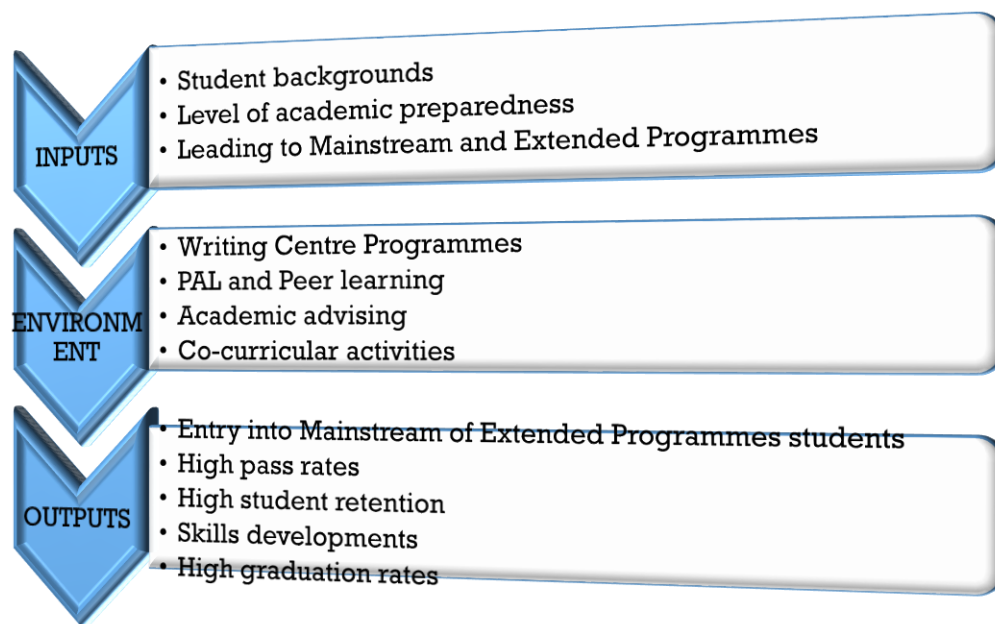 INPUTS
• Student backgrounds
• Level of academic preparedness
• Leading to Mainstream and Extended Programmes
ENVIRONM
ENT
• Writing Centre Programmes
• PAL and Peer learning
• Academic advising
• Co-curricular activities
OUTPUTS
• Entry into Mainstream of Extended Programmes students
• High pass rates
• High student retention
• Skills developments
• High graduation rates